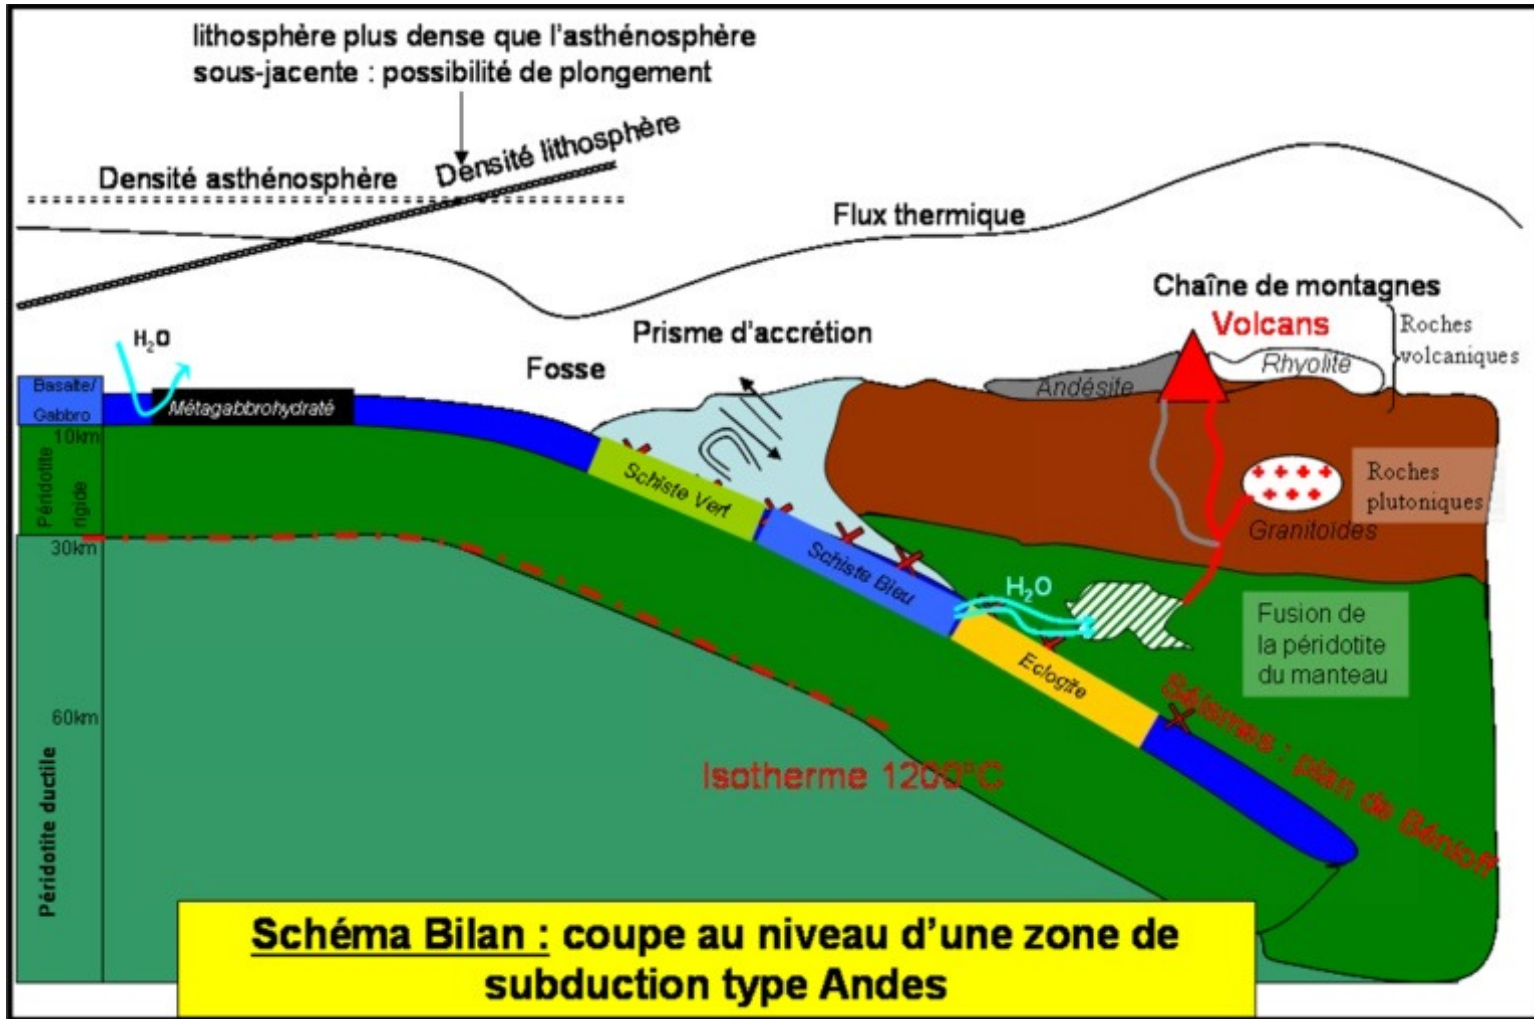 lithosphère plus dense que l'asthénosphère
sous-jacente : possibilité de plongement
Densité lithosphère
Densité asthénosphère
Flux thermique
Chaîne de montagnes
Volcans
Roches
volcaniques
H₂O
Prisme d'accrétion
Fosse
Rhyolite
Andésite
Basalte/
Gabbro
Métagabbrohydraté
10km
Péridotite
rigide
Schiste Vert
Roches
plutoniques
Granitoïdes
30km
Schiste Bleu
H₂O
Fusion de
la péridotite
du manteau
Eclogite
60km
Séismes : plan de Bénioff
Isotherme 1200°C
Péridotite ductile
Schéma Bilan : coupe au niveau d'une zone de
subduction type Andes